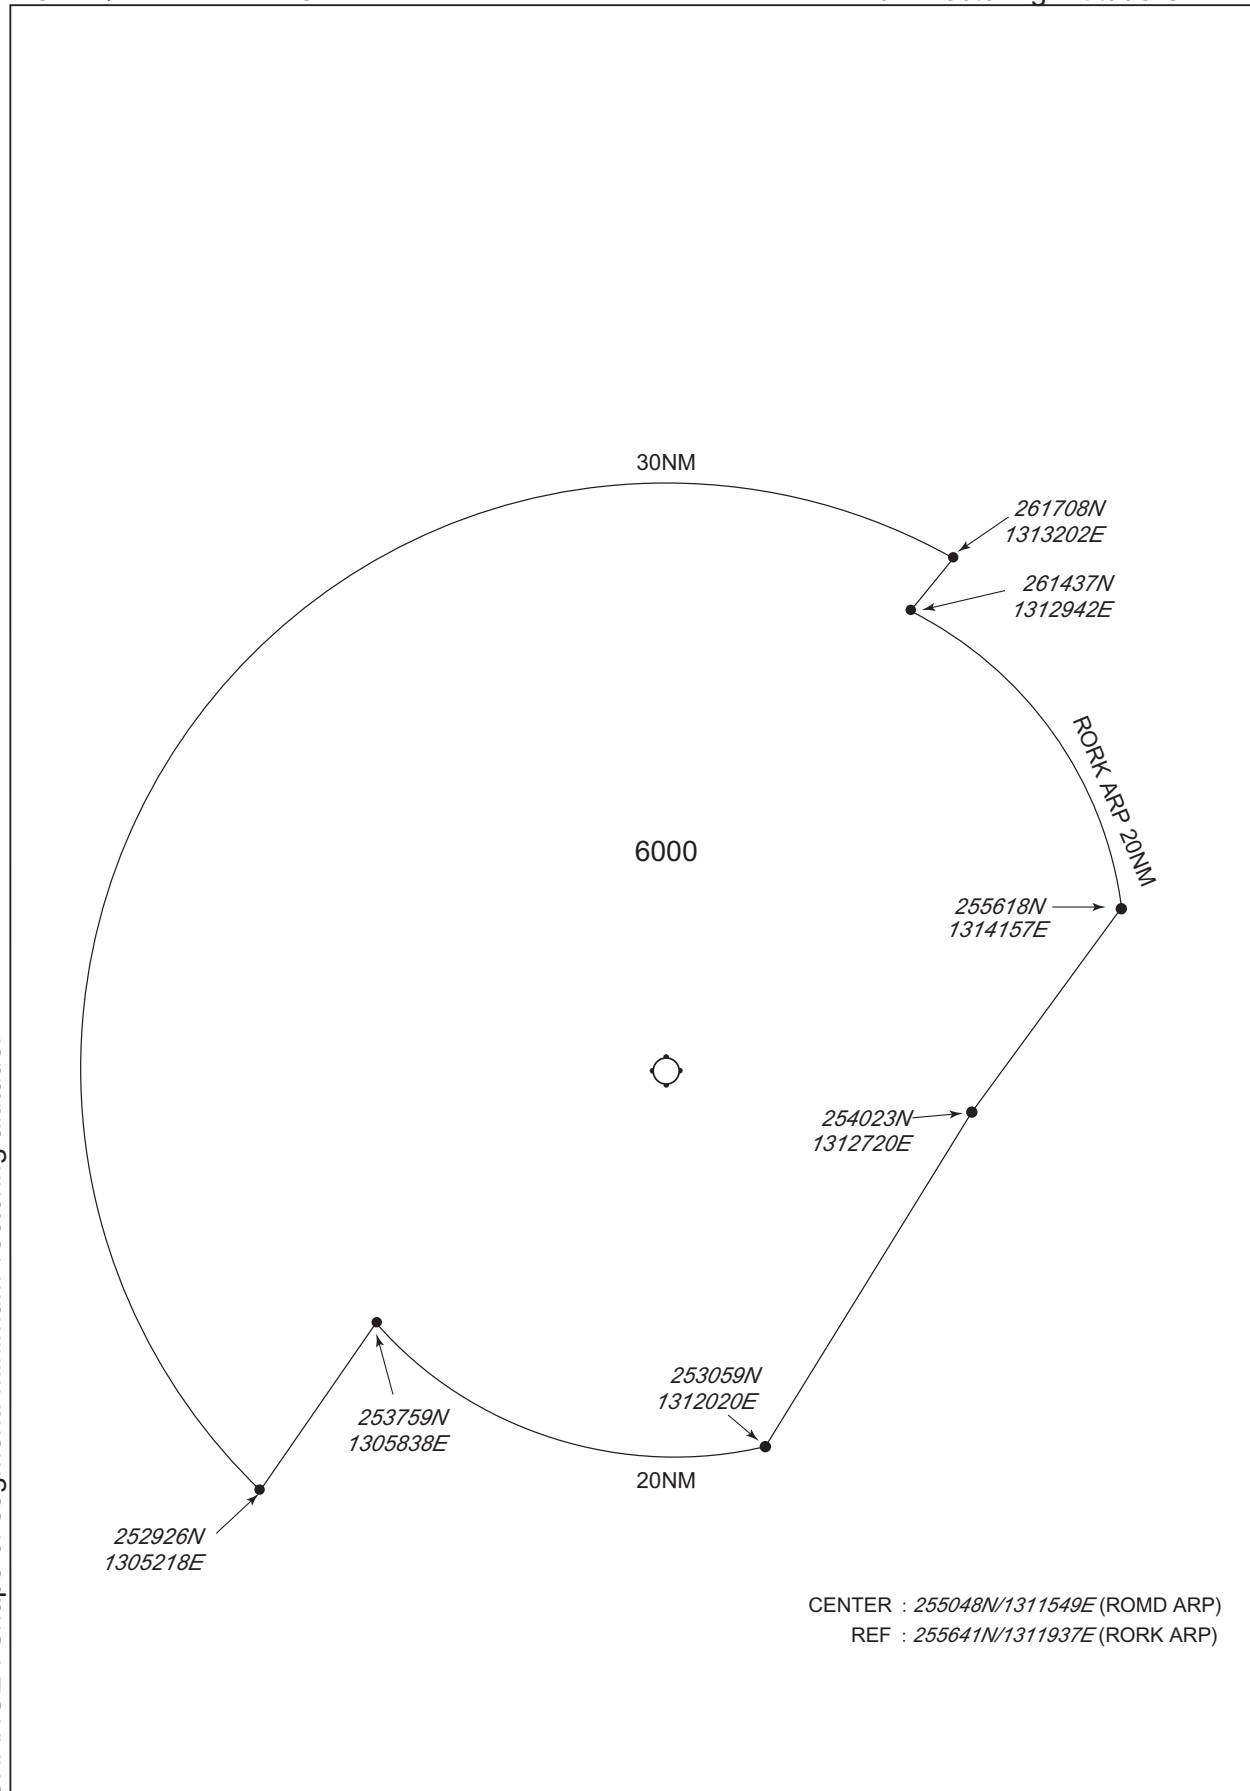 30NM
261708N
1313202E
261437N
1312942E
RORK ARP 20NM
6000
255618N
1314157E
254023N
1312720E
253059N
1312020E
253759N
1305838E
20NM
252926N
1305218E
CENTER : 255048N/1311549E (ROMD ARP)
REF : 255641N/1311937E (RORK ARP)